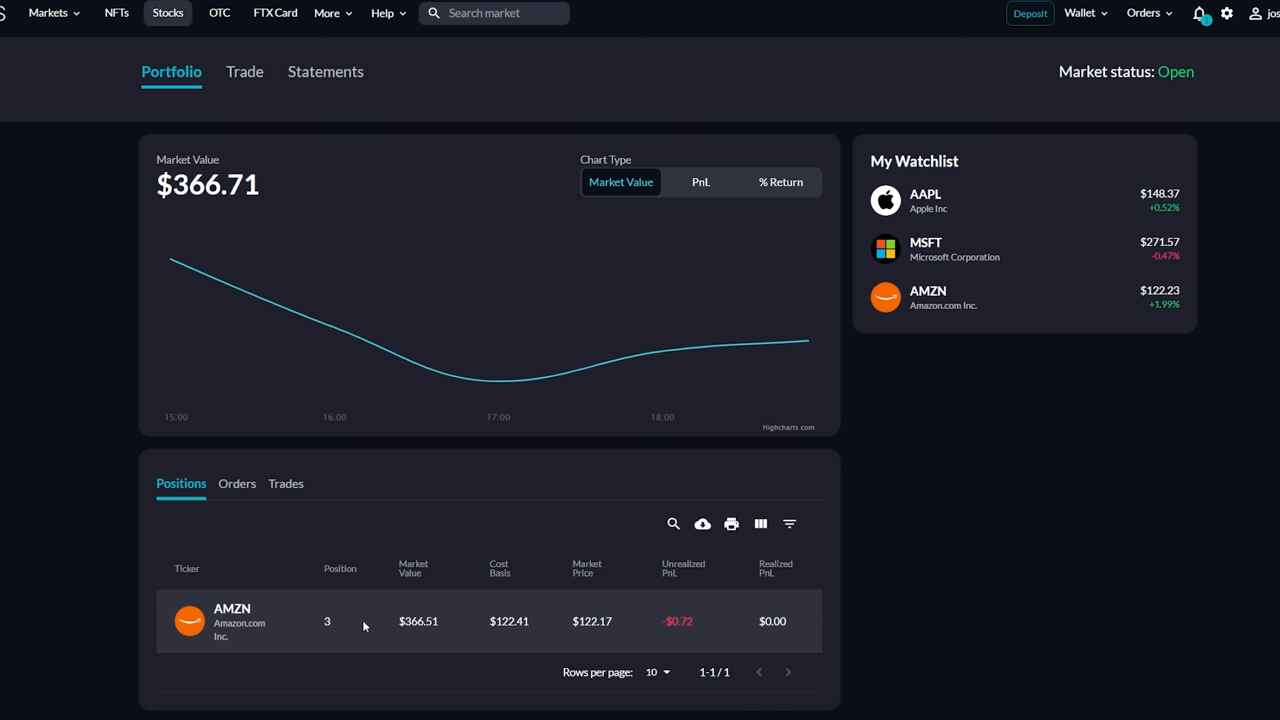 S Markets NFTs Stocks OTC FTX Card More Help Search market Deposit Wallet Orders 1 jos
Portfolio Trade Statements Market status: Open
Market Value
$366.71
Chart Type
Market Value PnL % Return
15:00 16:00 17:00 18:00
Highcharts.com
My Watchlist
AAPL $148.37
Apple Inc +0.52%
MSFT $271.57
Microsoft Corporation -0.47%
AMZN $122.23
Amazon.com Inc. +1.99%
Positions Orders Trades
Ticker Position Market Value Cost Basis Market Price Unrealized PnL Realized PnL
AMZN
Amazon.com
Inc.
3 $366.51 $122.41 $122.17 -$0.72 $0.00
Rows per page: 10 1-1 / 1